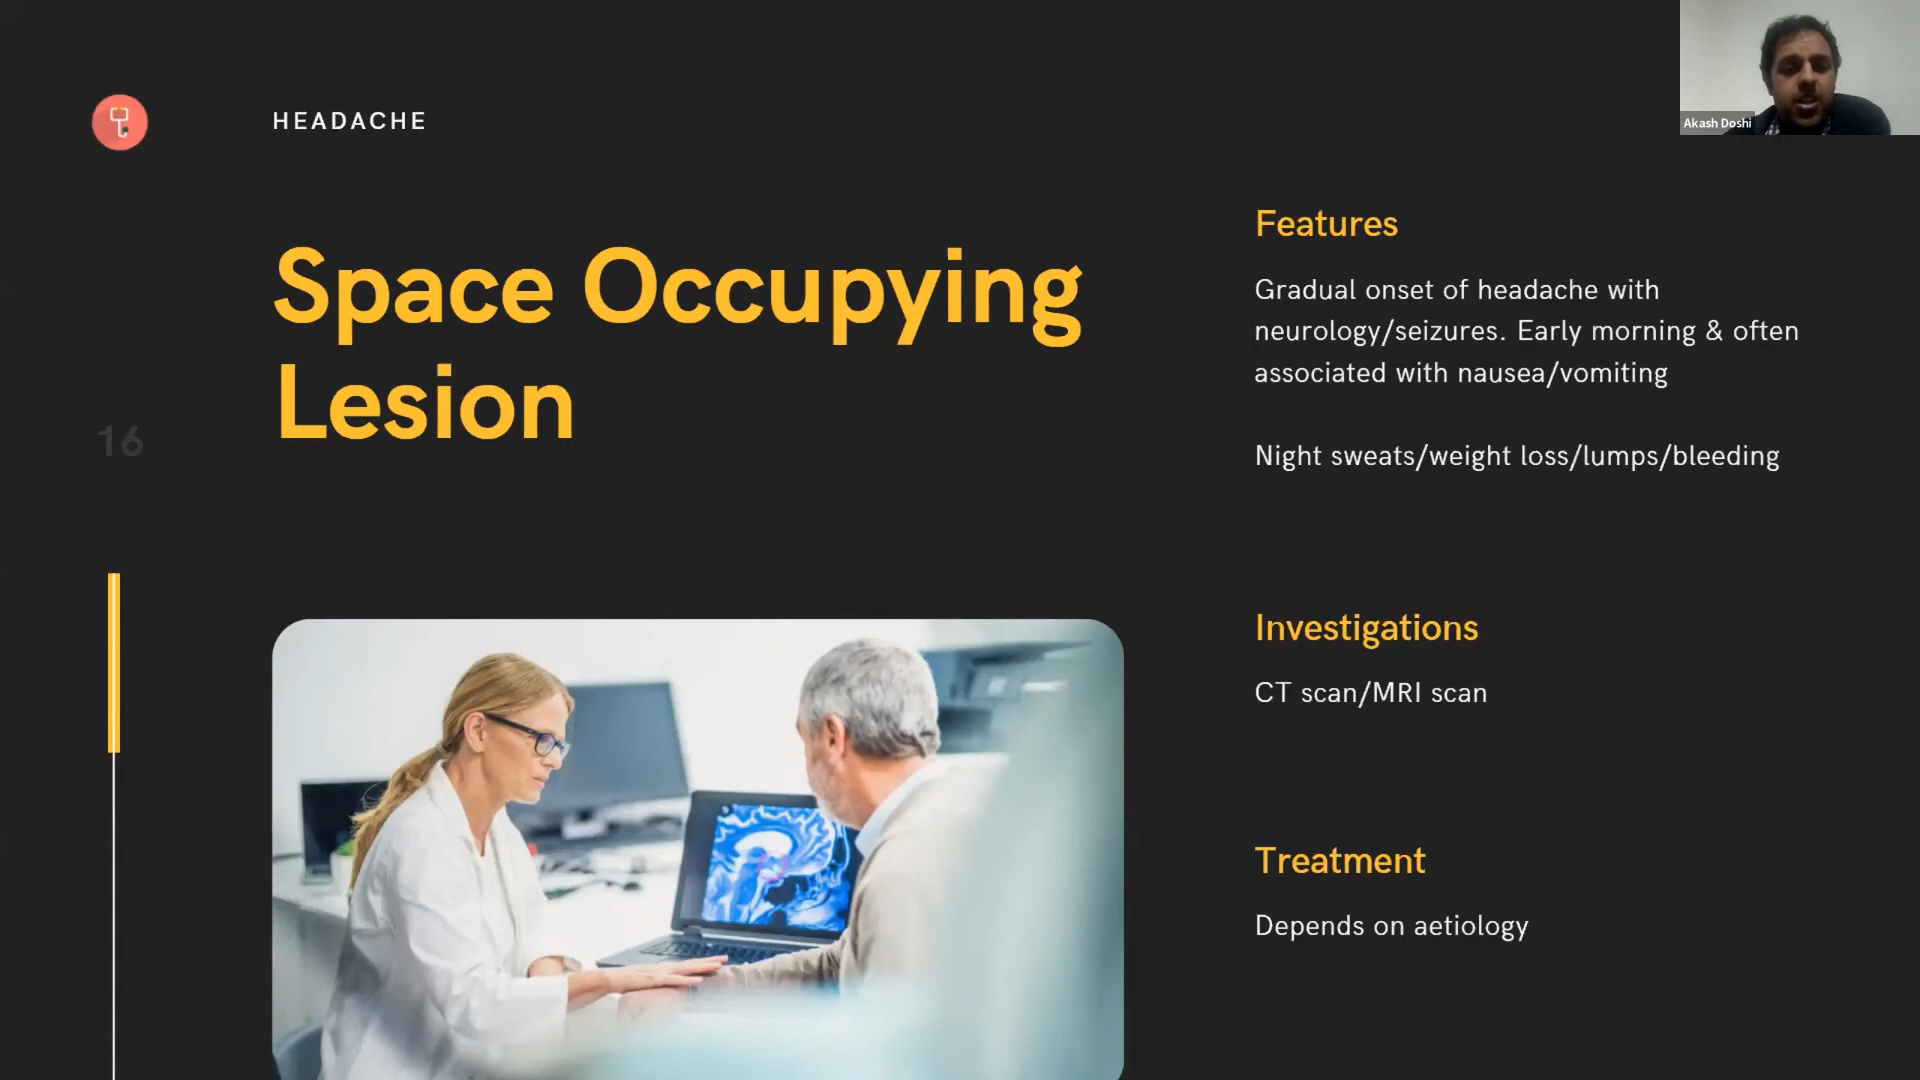 HEADACHE
Akash Doshi
Space Occupying
Lesion
16
Features
Gradual onset of headache with
neurology/seizures. Early morning & often
associated with nausea/vomiting
Night sweats/weight loss/lumps/bleeding
Investigations
CT scan/MRI scan
Treatment
Depends on aetiology